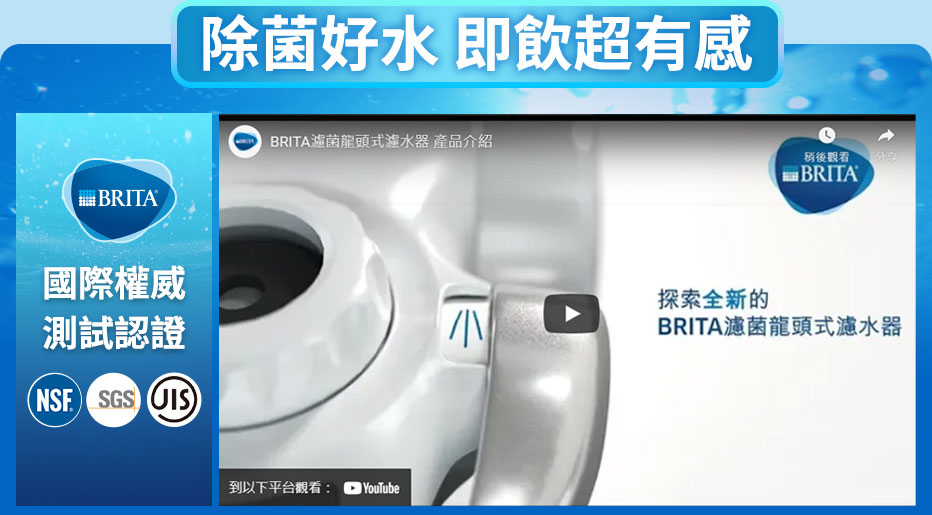 除菌好水 即飲超有感
BRITA
國際權威
測試認證
NSF SGS JIS
BRITA
BRITA濾菌龍頭式濾水器 產品介紹
稍後觀看
分享
BRITA
探索全新的
BRITA濾菌龍頭式濾水器
到以下平台觀看： YouTube